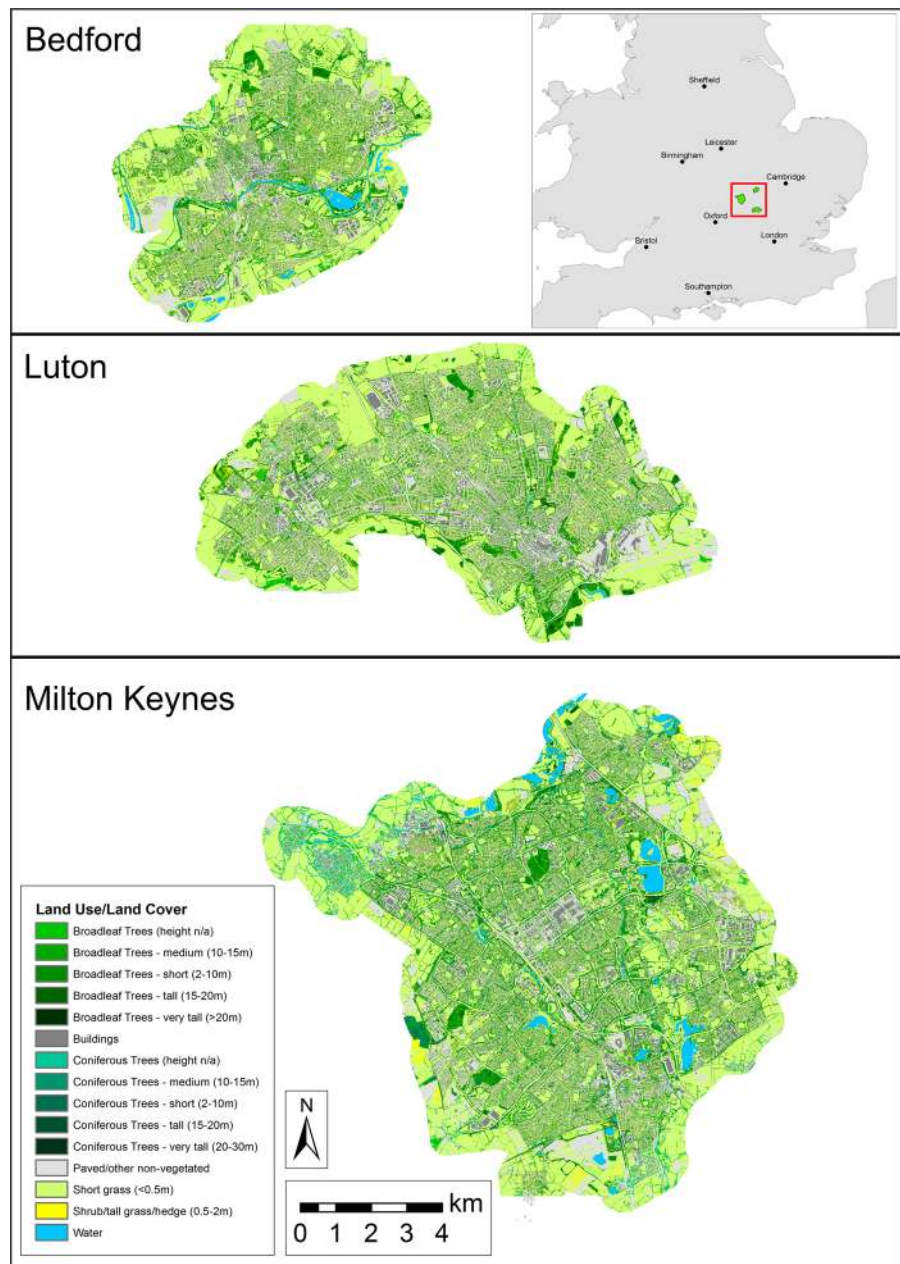 Bedford
Sheffield
Leicester
Birmingham
Cambridge
Oxford
London
Bristol
Southampton
Luton
Milton Keynes
Land Use/Land Cover
Broadleaf Trees (height n/a)
Broadleaf Trees - medium (10-15m)
Broadleaf Trees - short (2-10m)
Broadleaf Trees - tall (15-20m)
Broadleaf Trees - very tall (>20m)
Buildings
Coniferous Trees (height n/a)
Coniferous Trees - medium (10-15m)
Coniferous Trees - short (2-10m)
Coniferous Trees - tall (15-20m)
Coniferous Trees - very tall (20-30m)
Paved/other non-vegetated
Short grass (<0.5m)
Shrub/tall grass/hedge (0.5-2m)
Water
N
km
0 1 2 3 4